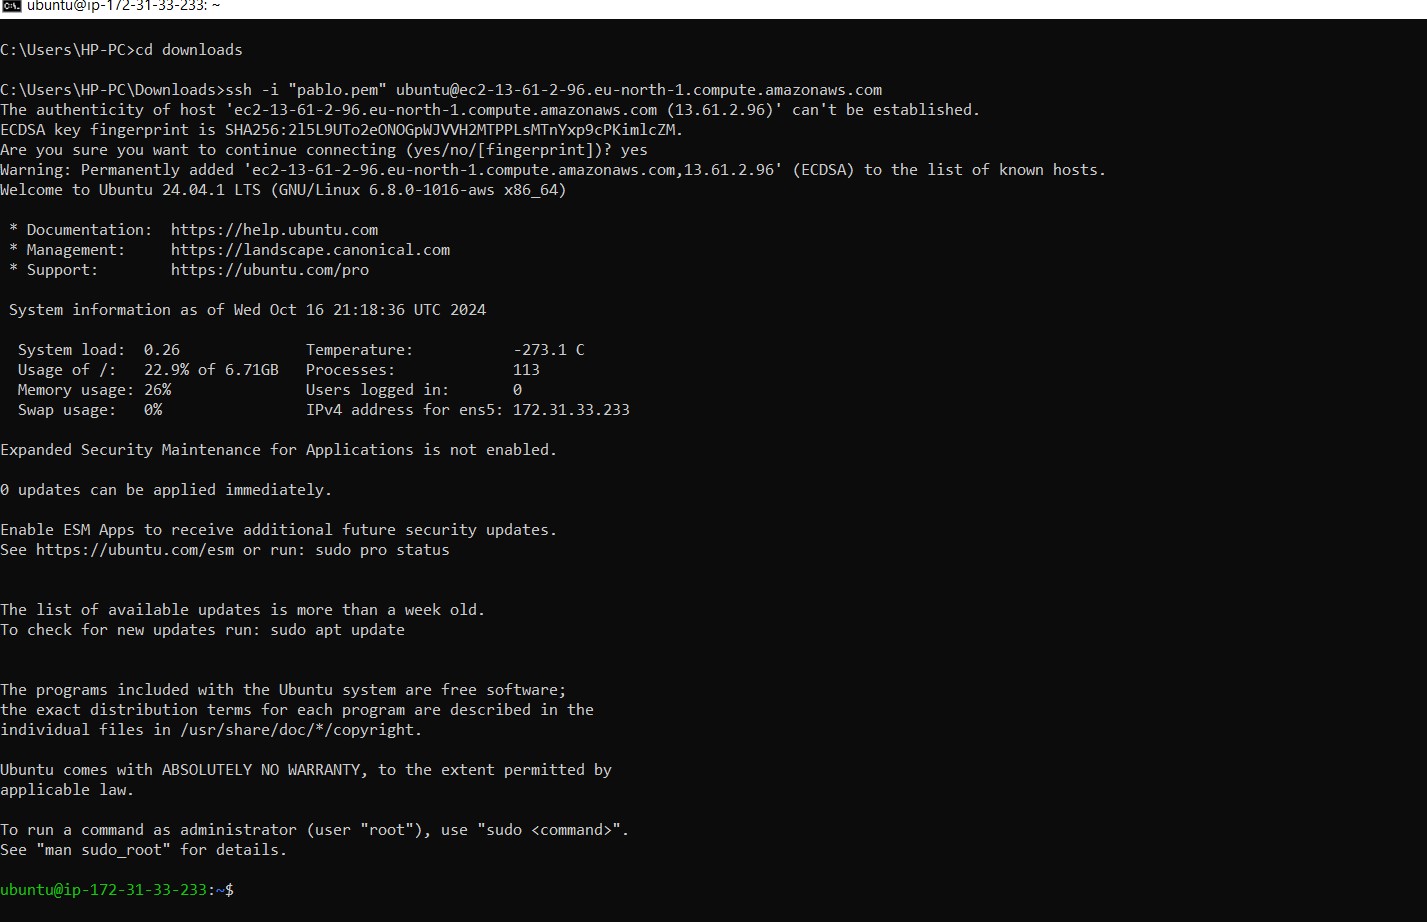 ubuntu@ip-172-31-33-233: ~
C:\Users\HP-PC>cd downloads
C:\Users\HP-PC\Downloads>ssh -i "pablo.pem" ubuntu@ec2-13-61-2-96.eu-north-1.compute.amazonaws.com
The authenticity of host 'ec2-13-61-2-96.eu-north-1.compute.amazonaws.com (13.61.2.96)' can't be established.
ECDSA key fingerprint is SHA256:2l5L9UTo2eONOGpWJVVH2MTPPLsMTnYxp9cPKimlcZM.
Are you sure you want to continue connecting (yes/no/[fingerprint])? yes
Warning: Permanently added 'ec2-13-61-2-96.eu-north-1.compute.amazonaws.com,13.61.2.96' (ECDSA) to the list of known hosts.
Welcome to Ubuntu 24.04.1 LTS (GNU/Linux 6.8.0-1016-aws x86_64)
* Documentation:  https://help.ubuntu.com
* Management:     https://landscape.canonical.com
* Support:        https://ubuntu.com/pro
System information as of Wed Oct 16 21:18:36 UTC 2024
System load:  0.26              Temperature:           -273.1 C
Usage of /:   22.9% of 6.71GB   Processes:             113
Memory usage: 26%               Users logged in:       0
Swap usage:   0%                IPv4 address for ens5: 172.31.33.233
Expanded Security Maintenance for Applications is not enabled.
0 updates can be applied immediately.
Enable ESM Apps to receive additional future security updates.
See https://ubuntu.com/esm or run: sudo pro status
The list of available updates is more than a week old.
To check for new updates run: sudo apt update
The programs included with the Ubuntu system are free software;
the exact distribution terms for each program are described in the
individual files in /usr/share/doc/*/copyright.
Ubuntu comes with ABSOLUTELY NO WARRANTY, to the extent permitted by
applicable law.
To run a command as administrator (user "root"), use "sudo <command>".
See "man sudo_root" for details.
ubuntu@ip-172-31-33-233:~$